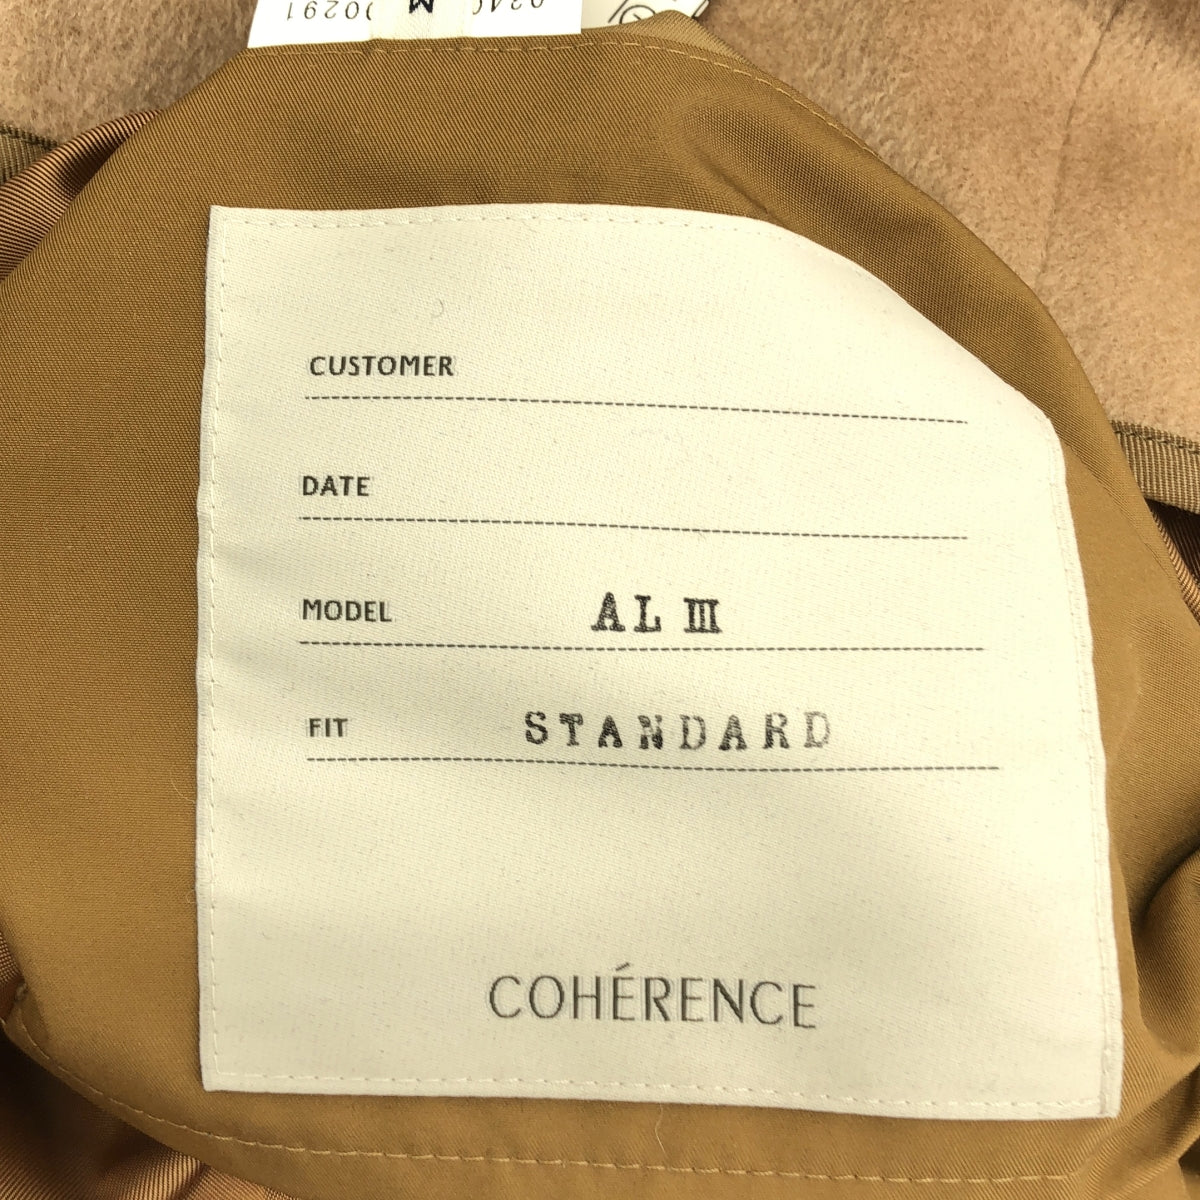 M
CUSTOMER
DATE
MODEL AL III
FIT STANDARD
COHÉRENCE